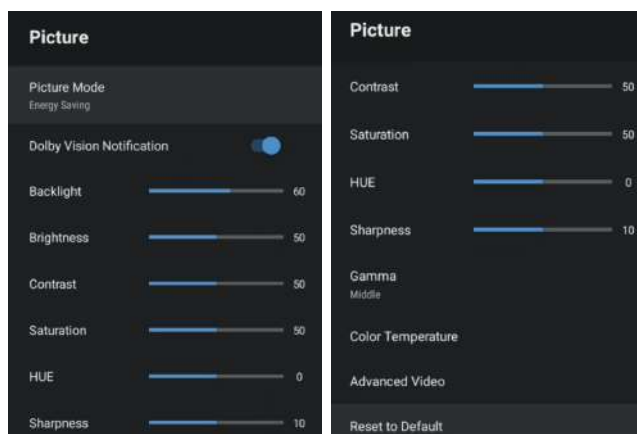 Picture
Picture Mode
Energy Saving
Dolby Vision Notification
Backlight 60
Brightness 50
Contrast 50
Saturation 50
HUE 0
Sharpness 10
Picture
Contrast 50
Saturation 50
HUE 0
Sharpness 10
Gamma
Middle
Color Temperature
Advanced Video
Reset to Default